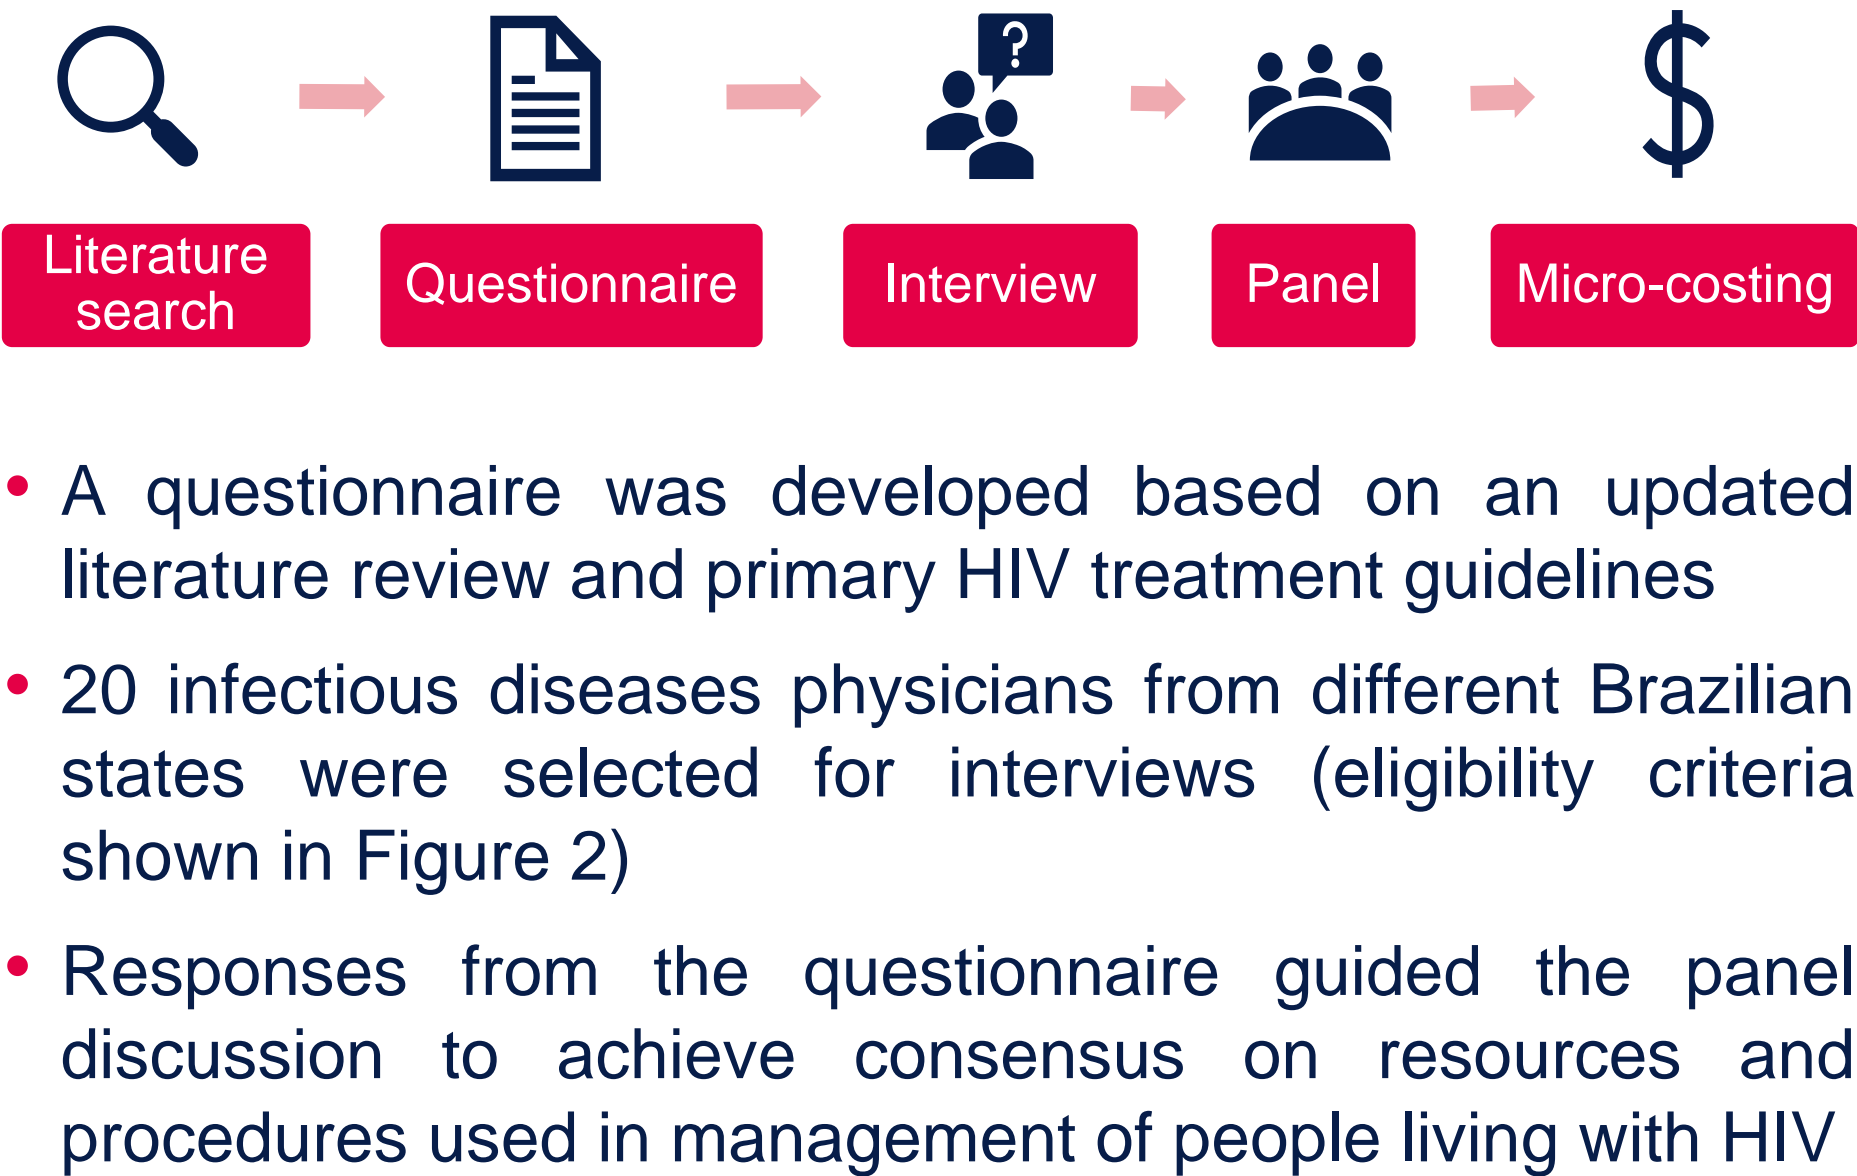 ?
$
Literature
search
Questionnaire
Interview
Panel
Micro-costing
• A questionnaire was developed based on an updated
literature review and primary HIV treatment guidelines
• 20 infectious diseases physicians from different Brazilian
states were selected for interviews (eligibility criteria
shown in Figure 2)
• Responses from the questionnaire guided the panel
discussion to achieve consensus on resources and
procedures used in management of people living with HIV